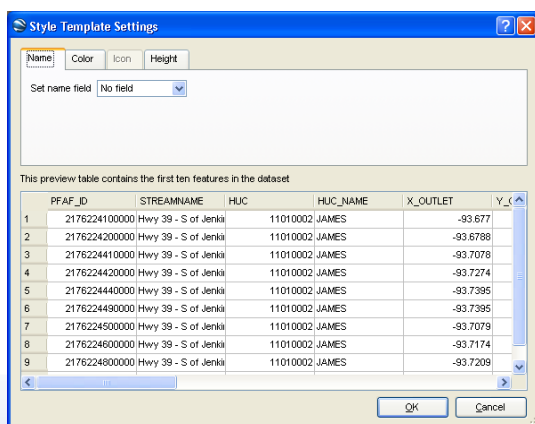 Style Template Settings
Name Color Icon Height
Set name field No field
This preview table contains the first ten features in the dataset
PFAF_ID STREAMNAME HUC HUC_NAME X_OUTLET
1 2176224100000 Hwy 39 - S of Jenki 11010002 JAMES -93.677
2 2176224200000 Hwy 39 - S of Jenki 11010002 JAMES -93.6788
3 2176224410000 Hwy 39 - S of Jenki 11010002 JAMES -93.7078
4 2176224420000 Hwy 39 - S of Jenki 11010002 JAMES -93.7274
5 2176224440000 Hwy 39 - S of Jenki 11010002 JAMES -93.7395
6 2176224490000 Hwy 39 - S of Jenki 11010002 JAMES -93.7395
7 2176224500000 Hwy 39 - S of Jenki 11010002 JAMES -93.7079
8 2176224600000 Hwy 39 - S of Jenki 11010002 JAMES -93.7174
9 2176224800000 Hwy 39 - S of Jenki 11010002 JAMES -93.7209
OK Cancel